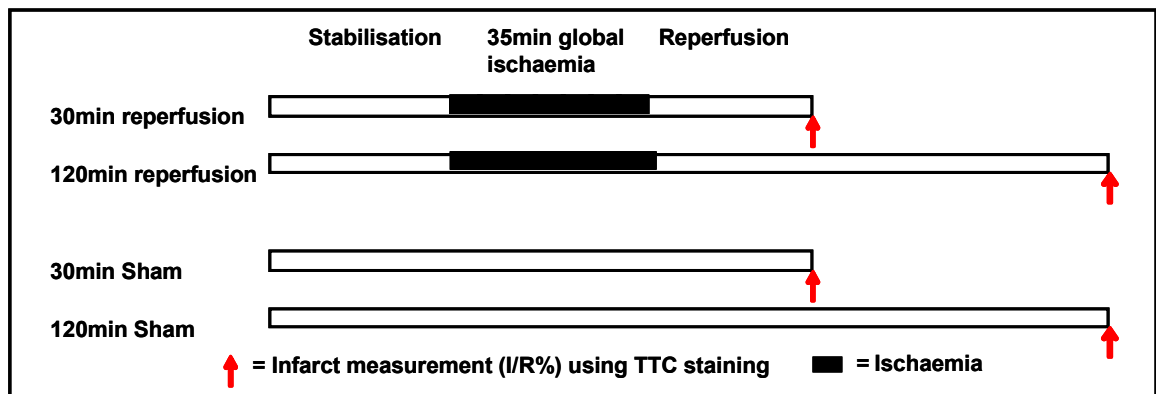 Stabilisation 35min global Reperfusion
ischaemia
30min reperfusion
120min reperfusion
30min Sham
120min Sham
= Infarct measurement (I/R%) using TTC staining = Ischaemia